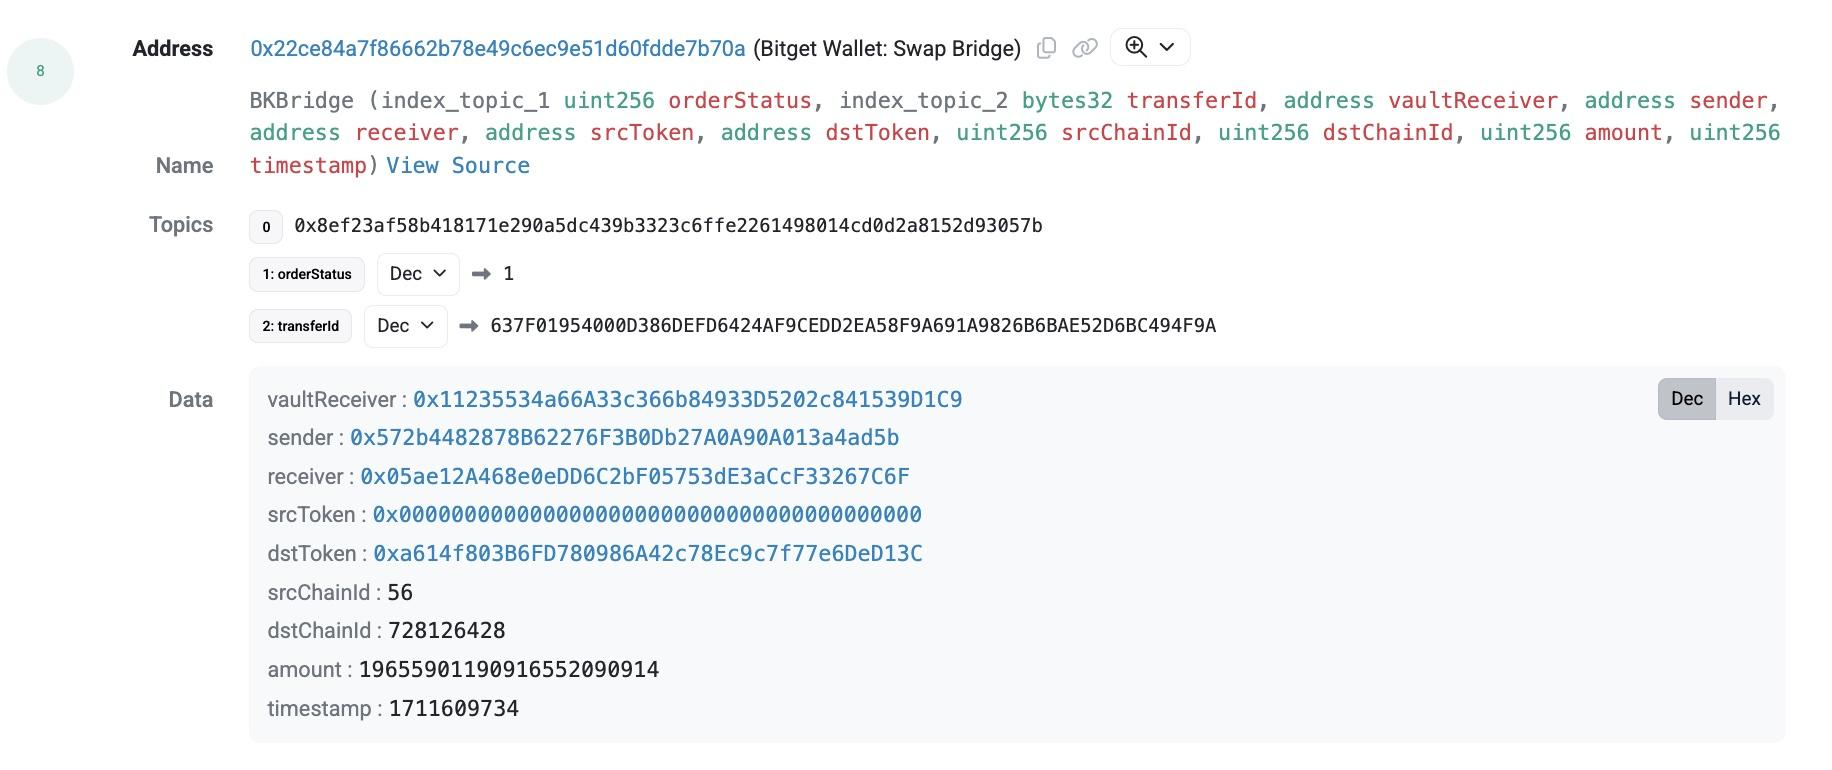 8
Address 0x22ce84a7f86662b78e49c6ec9e51d60fdde7b70a (Bitget Wallet: Swap Bridge)
BKBridge (index_topic_1 uint256 orderStatus, index_topic_2 bytes32 transferId, address vaultReceiver, address sender,
address receiver, address srcToken, address dstToken, uint256 srcChainId, uint256 dstChainId, uint256 amount, uint256
Name timestamp) View Source
Topics 0 0x8ef23af58b418171e290a5dc439b3323c6ffe2261498014cd0d2a8152d93057b
1: orderStatus Dec 1
2: transferId Dec 637F01954000D386DEFD6424AF9CEDD2EA58F9A691A9826B6BAE52D6BC494F9A
Data vaultReceiver : 0x11235534a66A33c366b84933D5202c841539D1C9 Dec Hex
sender : 0x572b4482878B62276F3B0Db27A0A90A013a4ad5b
receiver : 0x05ae12A468e0eDD6C2bF05753dE3aCcF33267C6F
srcToken : 0x0000000000000000000000000000000000000000
dstToken : 0xa614f803B6FD780986A42c78Ec9c7f77e6DeD13C
srcChainId : 56
dstChainId : 728126428
amount : 19655901190916552090914
timestamp : 1711609734